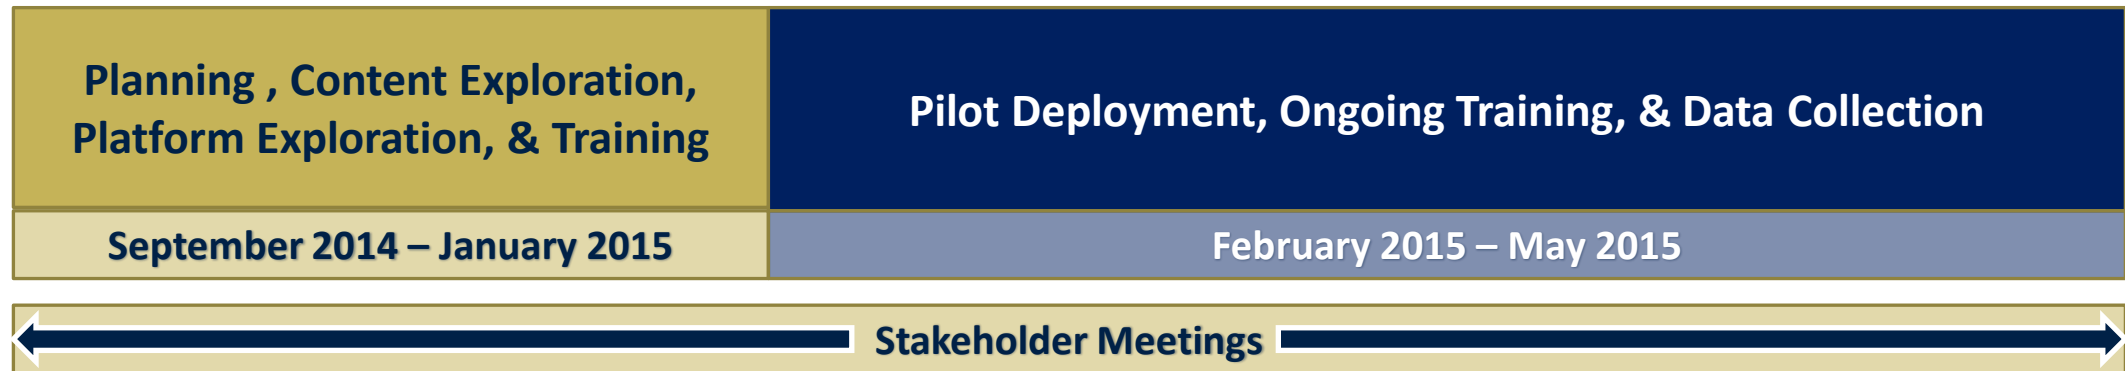 Planning , Content Exploration,
Platform Exploration, & Training
Pilot Deployment, Ongoing Training, & Data Collection
September 2014 – January 2015
February 2015 – May 2015
Stakeholder Meetings